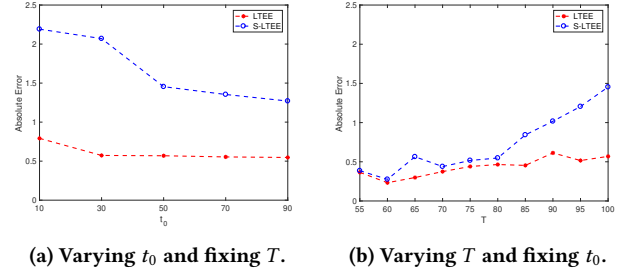 2.5
2
1.5
1
0.5
0
Absolute Error
10 30 50 70 90
t0
LTEE
S-LTEE
(a) Varying t0 and fixing T.
2.5
2
1.5
1
0.5
0
Absolute Error
55 60 65 70 75 80 85 90 95 100
T
LTEE
S-LTEE
(b) Varying T and fixing t0.